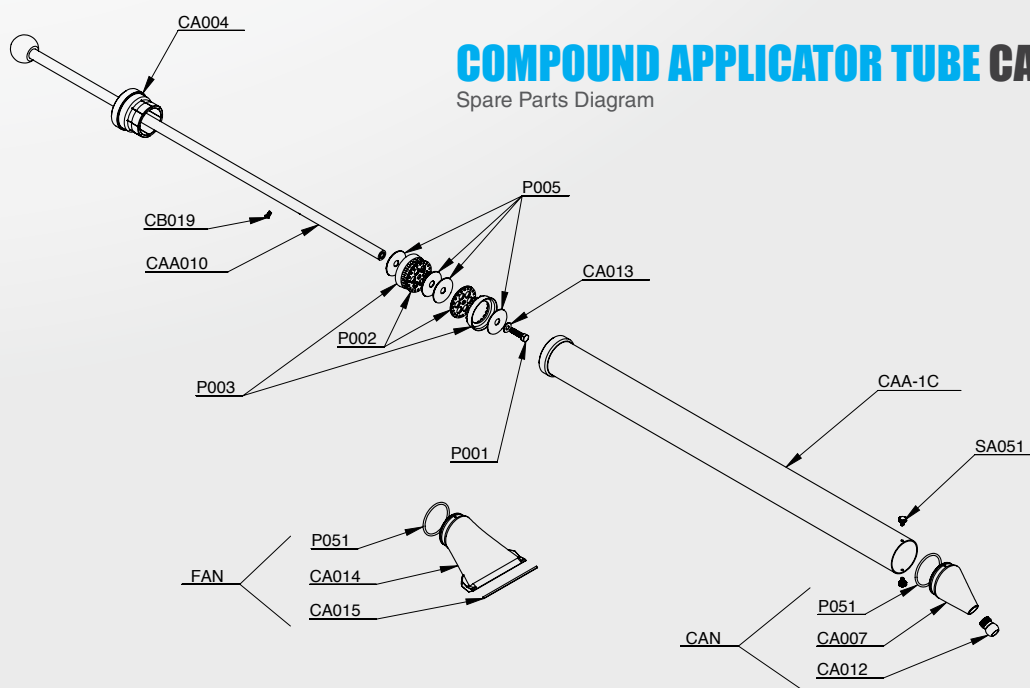 COMPOUND APPLICATOR TUBE CA
Spare Parts Diagram
CA004
P005
CB019
CAA010
CA013
P002
P003
P001
CAA-1C
SA051
P051
FAN
CA014
CA015
P051
CAN
CA007
CA012